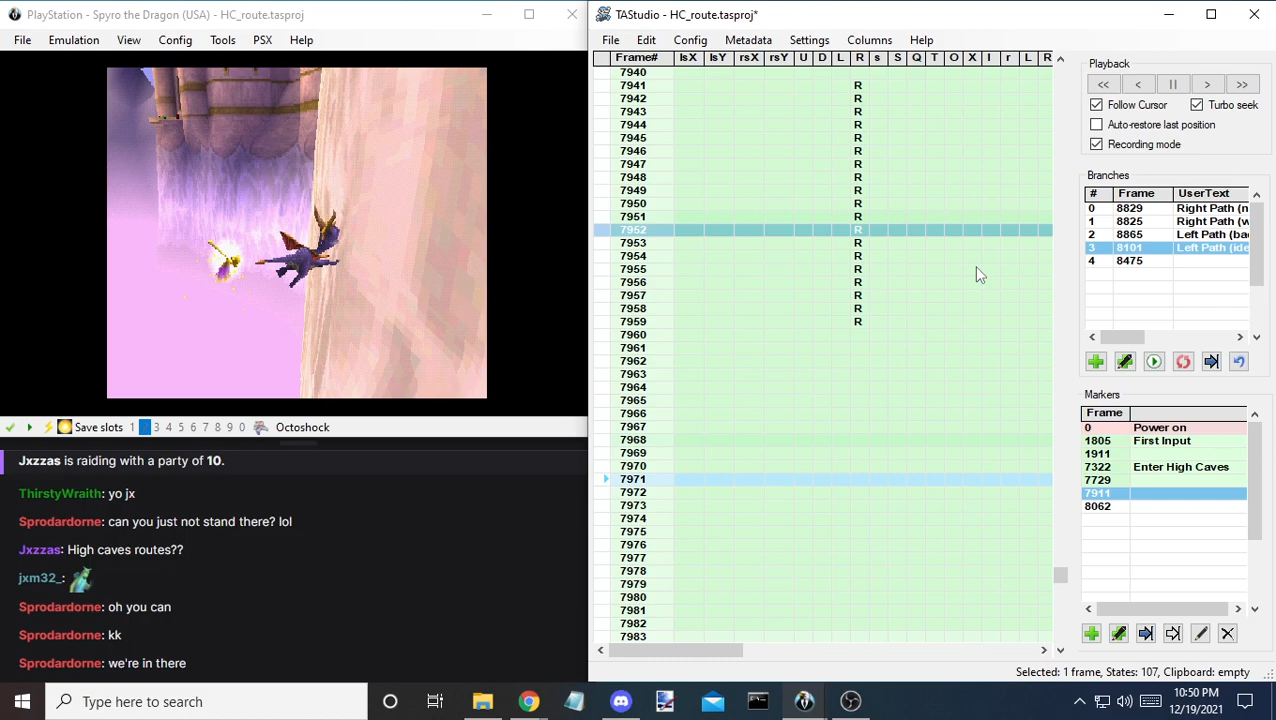 PlayStation - Spyro the Dragon (USA) - HC_route.tasproj
File Emulation View Config Tools PSX Help
Save slots 1 2 3 4 5 6 7 8 9 0 Octoshock
Jxzzas is raiding with a party of 10.
ThirstyWraith: yo jx
Sprodardorne: can you just not stand there? lol
Jxzzas: High caves routes??
jxm32_:
Sprodardorne: oh you can
Sprodardorne: kk
Sprodardorne: we're in there
TAStudio - HC_route.tasproj*
File Edit Config Metadata Settings Columns Help
Frame# lsX lsY rsX rsY U D L R s S Q T O X l r L R
7940
7941 R
7942 R
7943 R
7944 R
7945 R
7946 R
7947 R
7948 R
7949 R
7950 R
7951 R
7952 R
7953 R
7954 R
7955 R
7956 R
7957 R
7958 R
7959 R
7960
7961
7962
7963
7964
7965
7966
7967
7968
7969
7970
7971
7972
7973
7974
7975
7976
7977
7978
7979
7980
7981
7982
7983
Playback
<< < || > >>
Follow Cursor Turbo seek
Auto-restore last position
Recording mode
Branches
# Frame UserText
0 8829 Right Path (n
1 8825 Right Path (w
2 8865 Left Path (ba
3 8101 Left Path (ide
4 8475
Markers
Frame
0 Power on
1805 First Input
1911
7322 Enter High Caves
7729
7911
8062
Selected: 1 frame, States: 107, Clipboard: empty
Type here to search
10:50 PM
12/19/2021